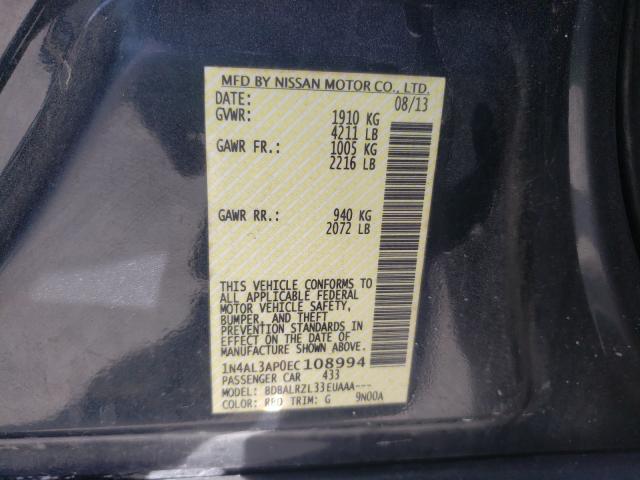 MFD BY NISSAN MOTOR CO., LTD.
DATE: 08/13
GVWR: 1910 KG
4211 LB
GAWR FR.: 1005 KG
2216 LB
GAWR RR.: 940 KG
2072 LB
THIS VEHICLE CONFORMS TO
ALL APPLICABLE FEDERAL
MOTOR VEHICLE SAFETY,
BUMPER, AND THEFT
PREVENTION STANDARDS IN
EFFECT ON THE DATE OF
MANUFACTURE SHOWN ABOVE.
1N4AL3AP0EC108994
PASSENGER CAR 433
MODEL: BDBALRZL33EUAAA---
COLOR: RBD TRIM: G 9N00A